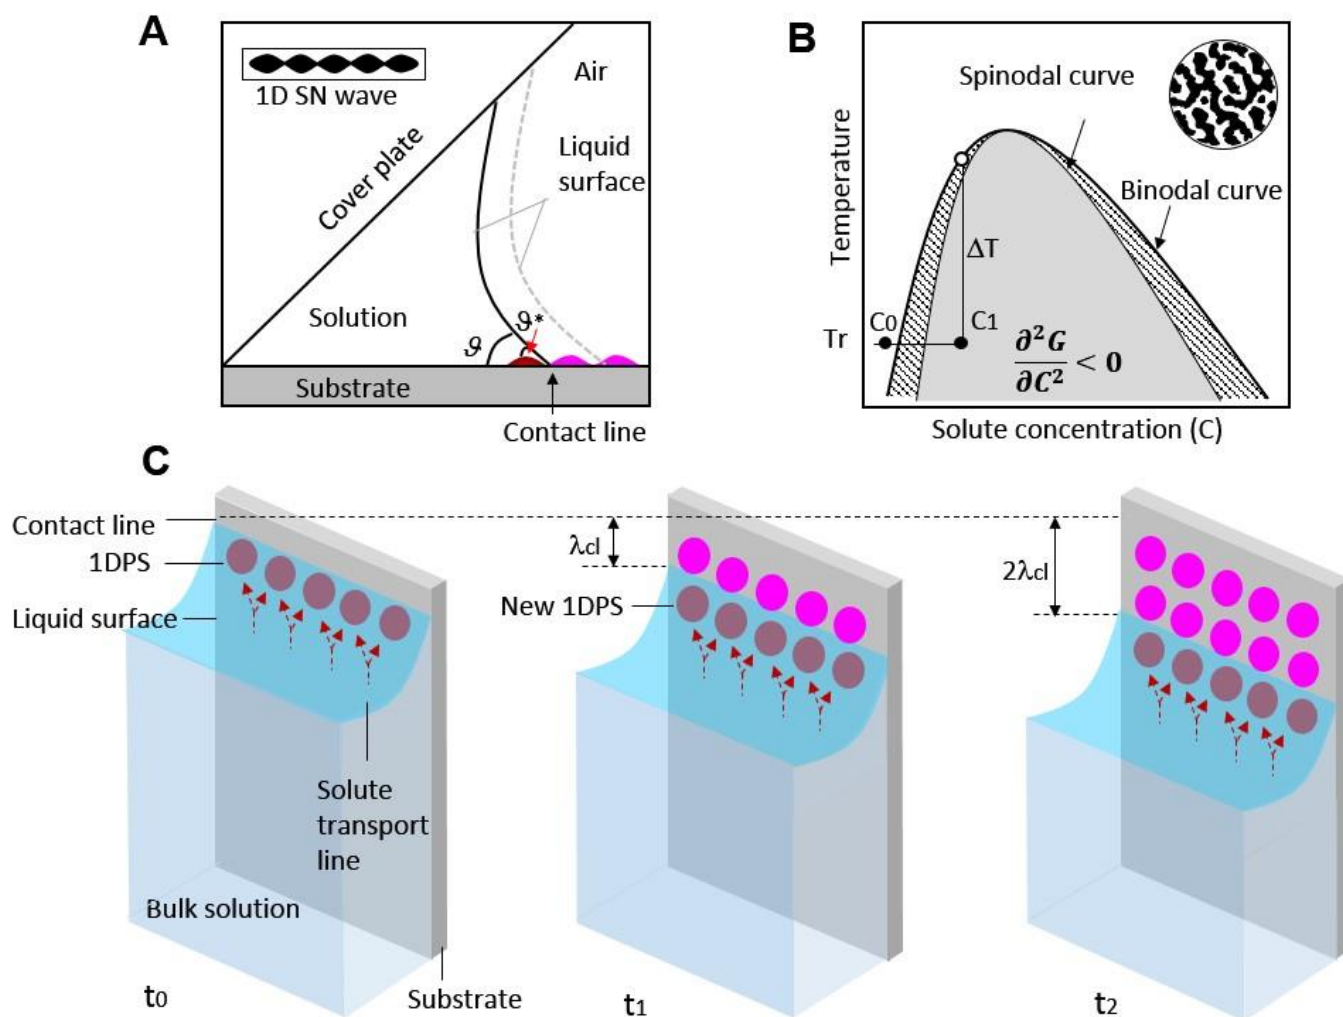 A
1D SN wave
Air
Cover plate
Liquid
surface
Solution
ϑ
ϑ*
Substrate
Contact line
B
Spinodal curve
Binodal curve
Temperature
ΔT
Tr
C0
C1
∂²G
∂C²
< 0
Solute concentration (C)
C
Contact line
1DPS
Liquid surface
Solute
transport
line
Bulk solution
Substrate
t0
λcl
New 1DPS
t1
2λcl
t2